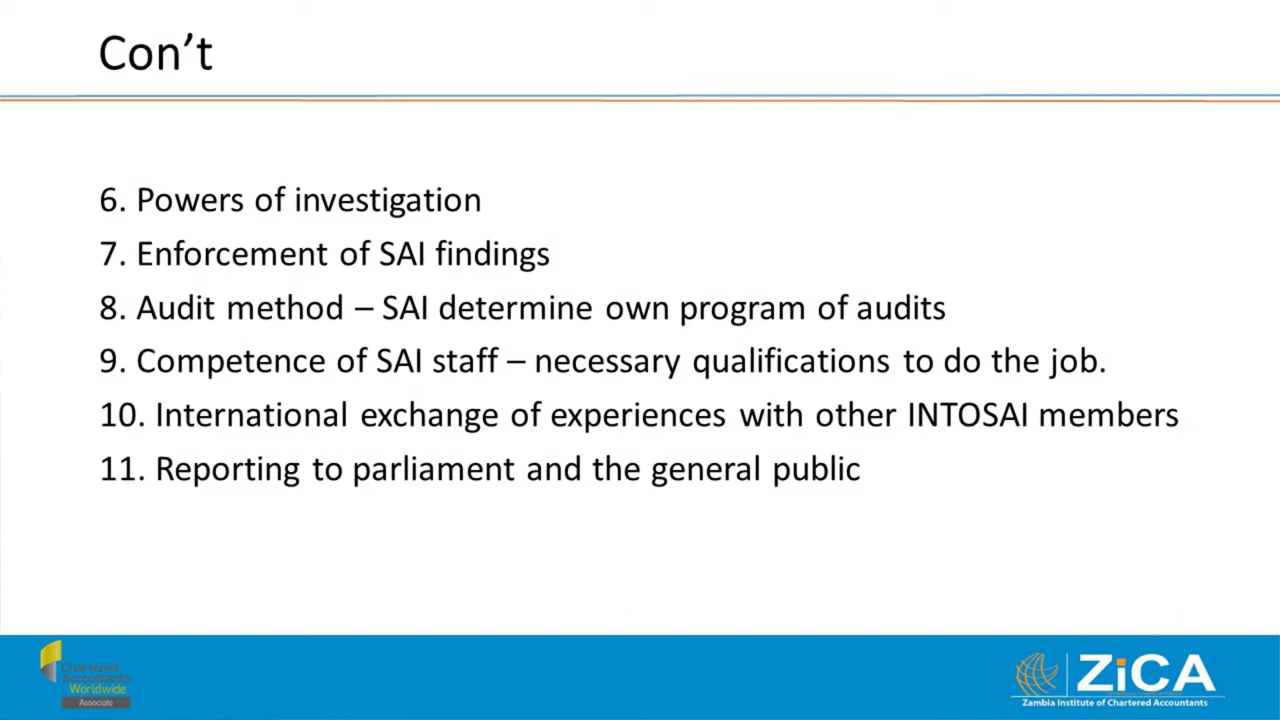 Con’t
6. Powers of investigation
7. Enforcement of SAI findings
8. Audit method – SAI determine own program of audits
9. Competence of SAI staff – necessary qualifications to do the job.
10. International exchange of experiences with other INTOSAI members
11. Reporting to parliament and the general public
Chartered
Accountants
Worldwide
Associate
ZiCA
Zambia Institute of Chartered Accountants